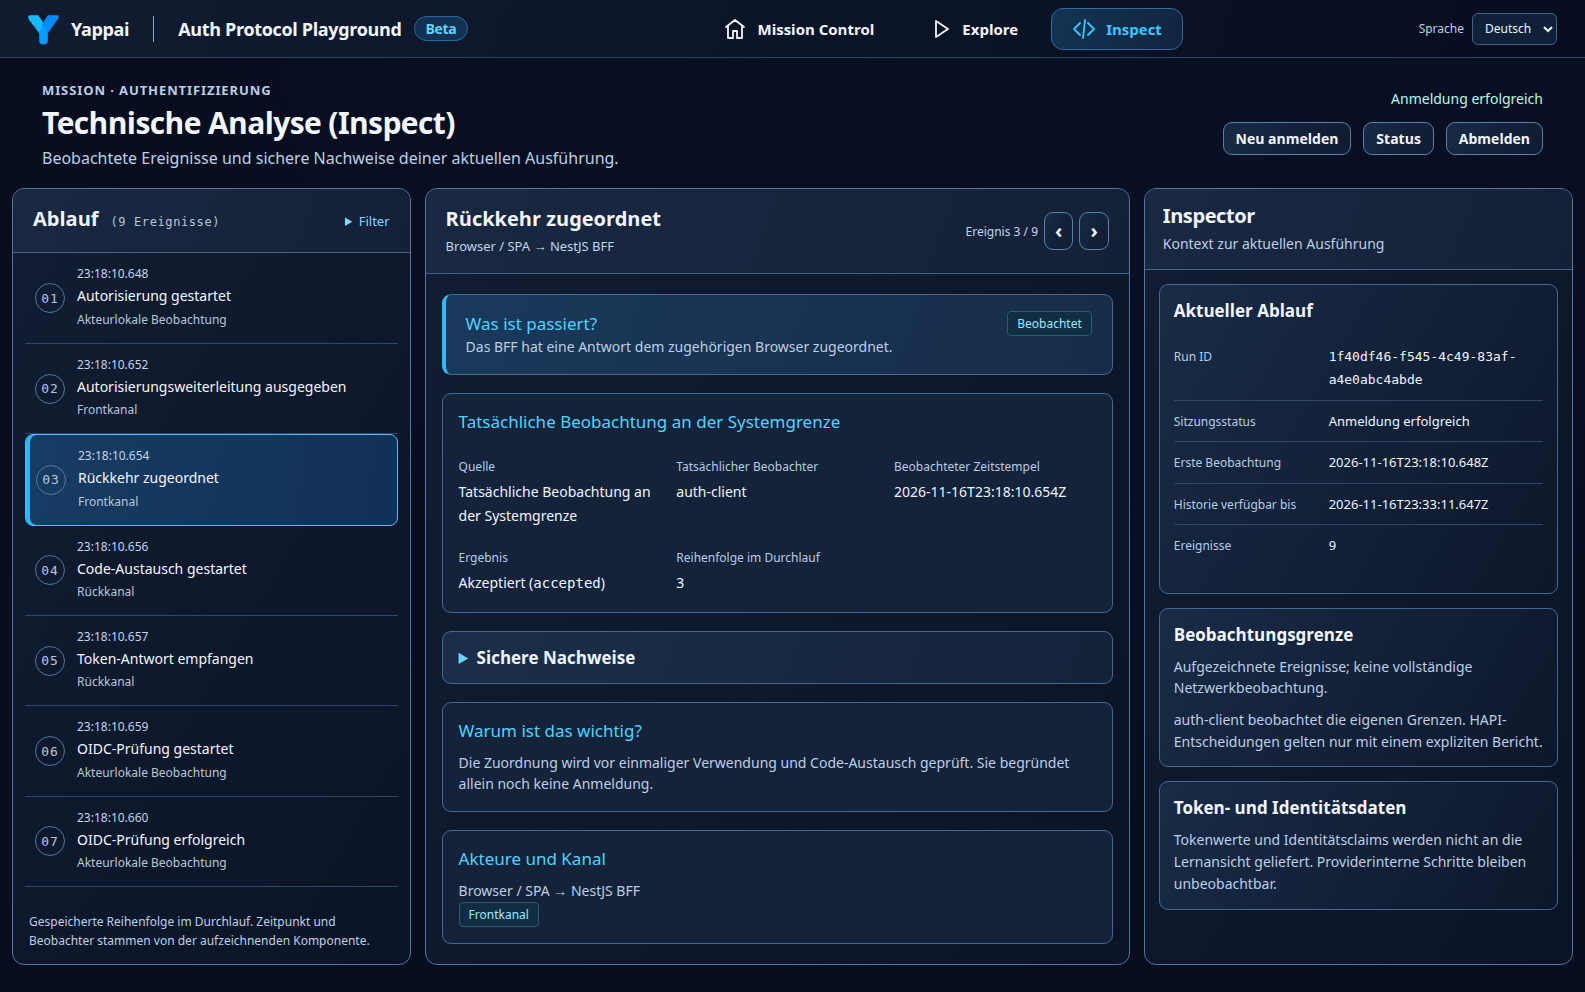 Yappai
Auth Protocol Playground
Beta
Mission Control
Explore
Inspect
Sprache
Deutsch
MISSION · AUTHENTIFIZIERUNG
Technische Analyse (Inspect)
Beobachtete Ereignisse und sichere Nachweise deiner aktuellen Ausführung.
Anmeldung erfolgreich
Neu anmelden
Status
Abmelden
Ablauf (9 Ereignisse)
Filter
23:18:10.648
01
Autorisierung gestartet
Akteurlokale Beobachtung
23:18:10.652
02
Autorisierungsweiterleitung ausgegeben
Frontkanal
23:18:10.654
03
Rückkehr zugeordnet
Frontkanal
23:18:10.656
04
Code-Austausch gestartet
Rückkanal
23:18:10.657
05
Token-Antwort empfangen
Rückkanal
23:18:10.659
06
OIDC-Prüfung gestartet
Akteurlokale Beobachtung
23:18:10.660
07
OIDC-Prüfung erfolgreich
Akteurlokale Beobachtung
Gespeicherte Reihenfolge im Durchlauf. Zeitpunkt und
Beobachter stammen von der aufzeichnenden Komponente.
Rückkehr zugeordnet
Browser / SPA → NestJS BFF
Ereignis 3 / 9
‹
›
Was ist passiert?
Beobachtet
Das BFF hat eine Antwort dem zugehörigen Browser zugeordnet.
Tatsächliche Beobachtung an der Systemgrenze
Quelle
Tatsächliche Beobachtung an
der Systemgrenze
Tatsächlicher Beobachter
auth-client
Beobachteter Zeitstempel
2026-11-16T23:18:10.654Z
Ergebnis
Akzeptiert (accepted)
Reihenfolge im Durchlauf
3
Sichere Nachweise
Warum ist das wichtig?
Die Zuordnung wird vor einmaliger Verwendung und Code-Austausch geprüft. Sie begründet
allein noch keine Anmeldung.
Akteure und Kanal
Browser / SPA → NestJS BFF
Frontkanal
Inspector
Kontext zur aktuellen Ausführung
Aktueller Ablauf
Run ID
1f40df46-f545-4c49-83af-
a4e0abc4abde
Sitzungsstatus
Anmeldung erfolgreich
Erste Beobachtung
2026-11-16T23:18:10.648Z
Historie verfügbar bis
2026-11-16T23:33:11.647Z
Ereignisse
9
Beobachtungsgrenze
Aufgezeichnete Ereignisse; keine vollständige
Netzwerkbeobachtung.
auth-client beobachtet die eigenen Grenzen. HAPI-
Entscheidungen gelten nur mit einem expliziten Bericht.
Token- und Identitätsdaten
Tokenwerte und Identitätsclaims werden nicht an die
Lernansicht geliefert. Providerinterne Schritte bleiben
unbeobachtbar.